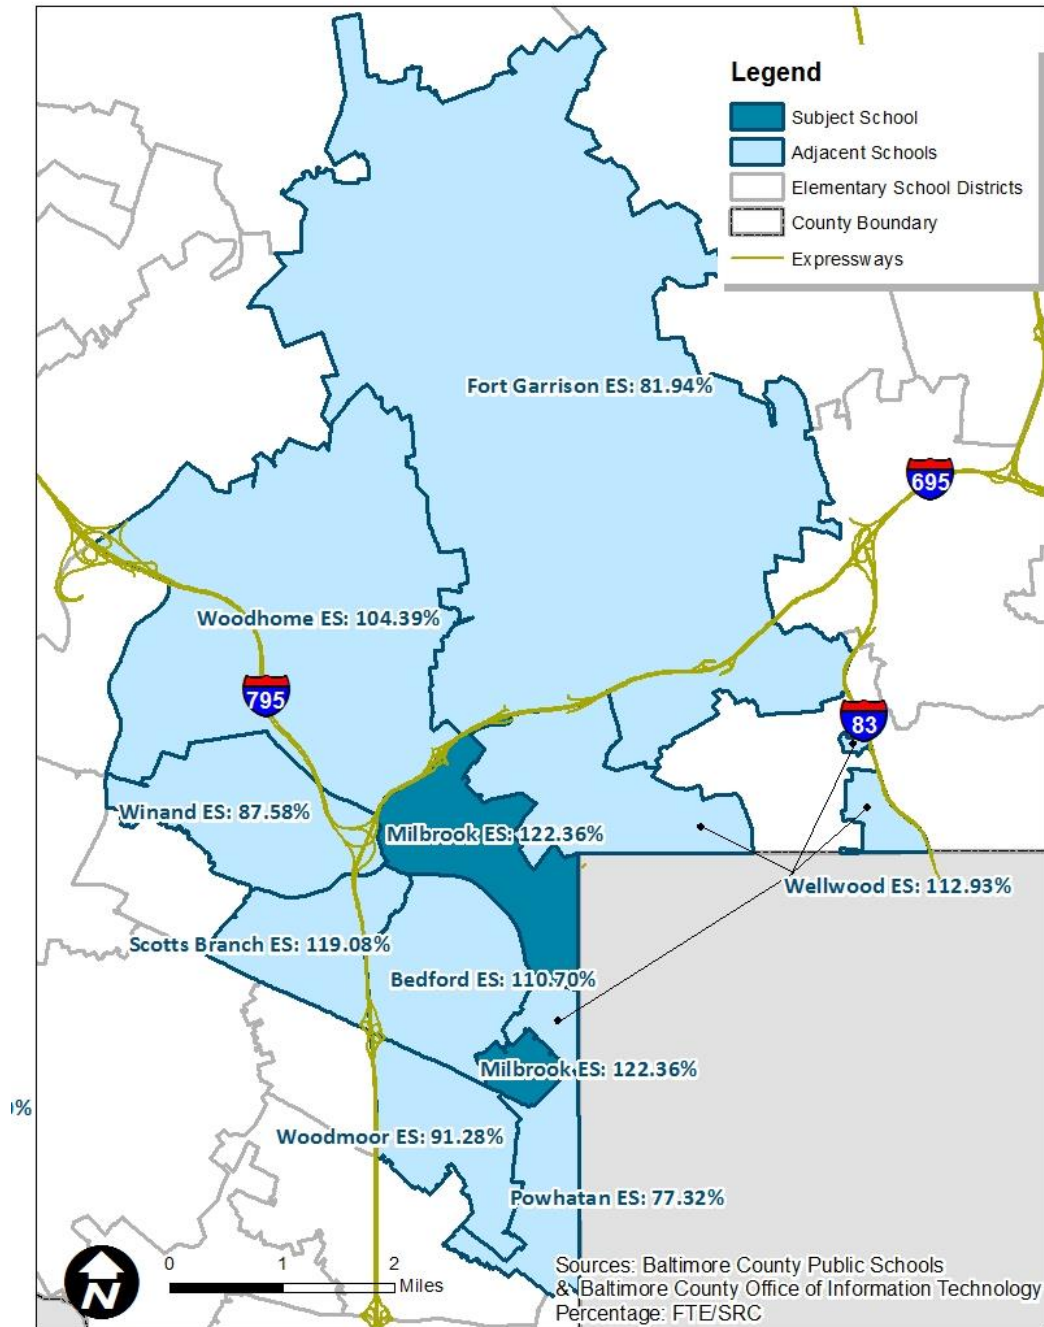 Legend
Subject School
Adjacent Schools
Elementary School Districts
County Boundary
Expressways
Fort Garrison ES: 81.94%
695
Woodhome ES: 104.39%
795
83
Winand ES: 87.58%
Milbrook ES: 122.36%
Wellwood ES: 112.93%
Scotts Branch ES: 119.08%
Bedford ES: 110.70%
Milbrook ES: 122.36%
)%
Woodmoor ES: 91.28%
Powhatan ES: 77.32%
N
0 1 2
Miles
Sources: Baltimore County Public Schools
& Baltimore County Office of Information Technology
Percentage: FTE/SRC